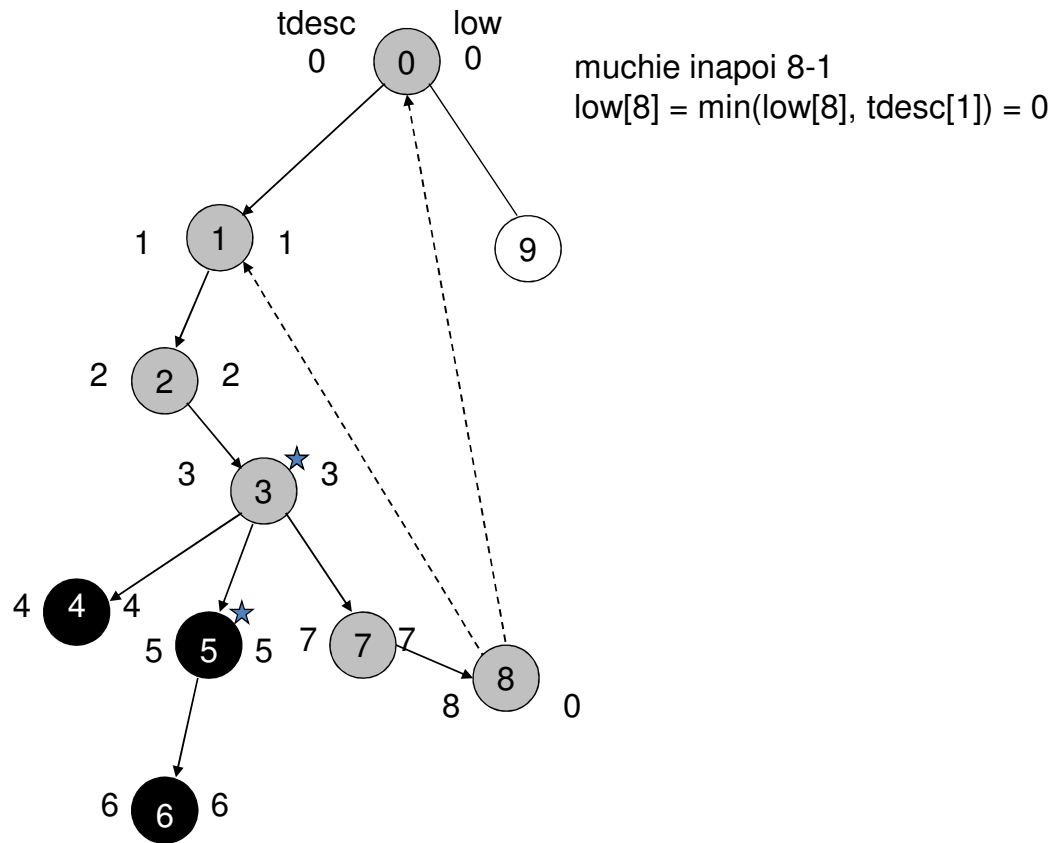 tdesc low
0 0 0
muchie inapoi 8-1
low[8] = min(low[8], tdesc[1]) = 0
1 1 1
9
2 2 2
3 3 3
4 4 4
5 5 5
7 7 7
8 8 0
6 6 6